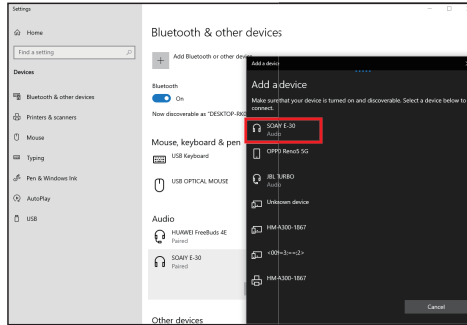 Settings
Home
Find a setting
Devices
Bluetooth & other devices
Printers & scanners
Mouse
Typing
Pen & Windows Ink
AutoPlay
USB
Bluetooth & other devices
Add Bluetooth or other device
Bluetooth
On
Now discoverable as "DESKTOP-
Mouse, keyboard & pen
USB Keyboard
USB OPTICAL MOUSE
Audio
HUAWEI FreeBuds 4E
Paired
SOAIY E-30
Paired
Other devices
Add a device
Add a device
Make sure that your device is turned on and discoverable. Select a device below to
connect.
SOAIY E-30
Audio
OPPO Reno5 5G
JBL TURBO
Audio
Unknown device
HM-A300-1867
HM-A300-1867
Cancel